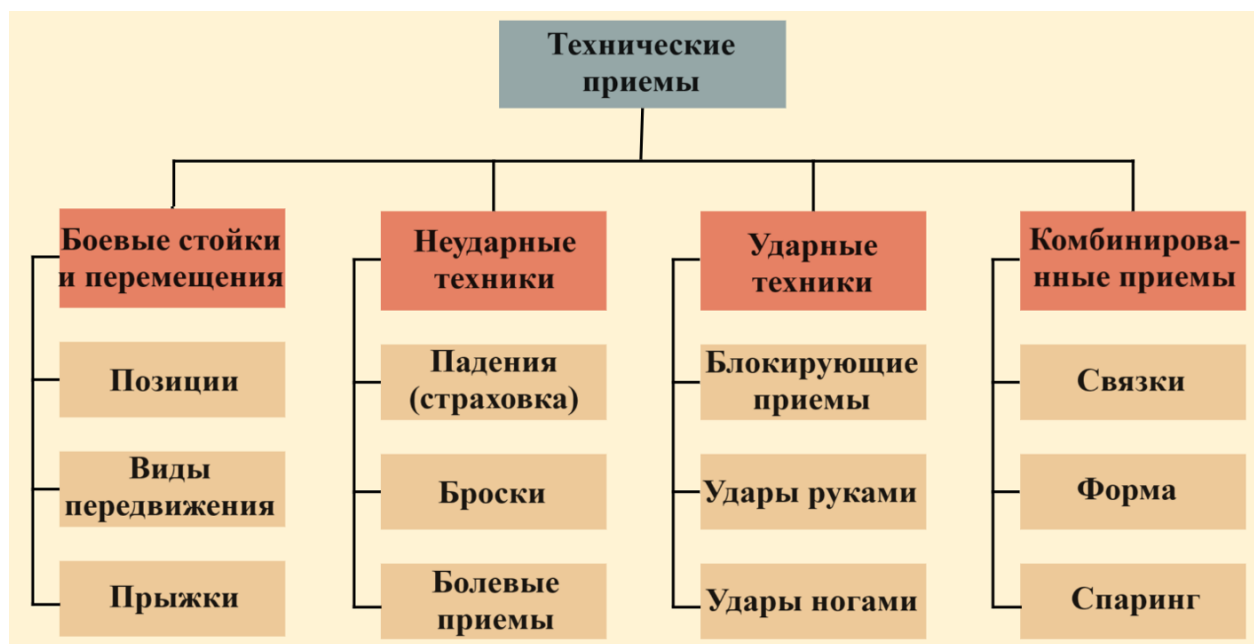 Технические
приемы
Боевые стойки
и перемещения
Неударные
техники
Ударные
техники
Комбинирова-
нные приемы
Позиции
Падения
(страховка)
Блокирующие
приемы
Связки
Виды
передвижения
Броски
Удары руками
Форма
Прыжки
Болевые
приемы
Удары ногами
Спаринг